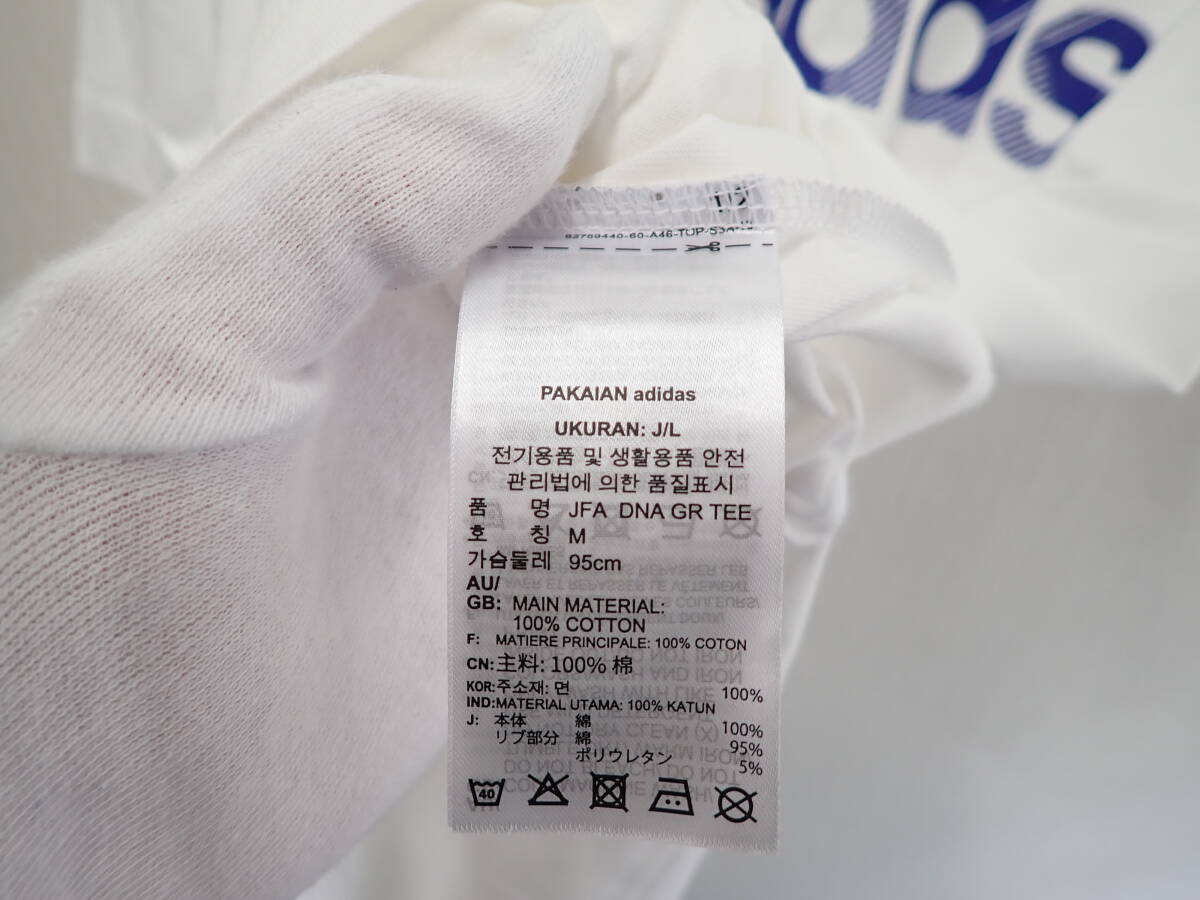 adidas
PAKAIAN adidas
UKURAN: J/L
전기용품 및 생활용품 안전
관리법에 의한 품질표시
품 명 JFA DNA GR TEE
호 칭 M
가슴둘레 95cm
AU/
GB: MAIN MATERIAL:
100% COTTON
F: MATIERE PRINCIPALE: 100% COTON
CN: 主料: 100% 棉
KOR: 주소재: 면 100%
IND: MATERIAL UTAMA: 100% KATUN
J: 本体 綿 100%
リブ部分 綿 95%
ポリウレタン 5%
40